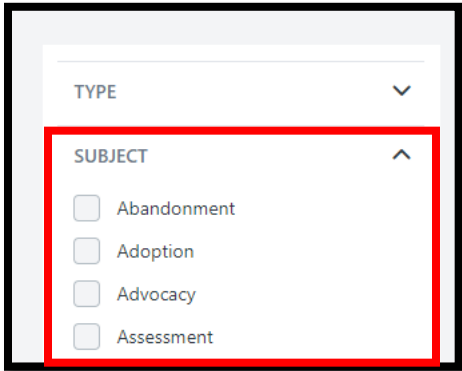 TYPE
SUBJECT
Abandonment
Adoption
Advocacy
Assessment